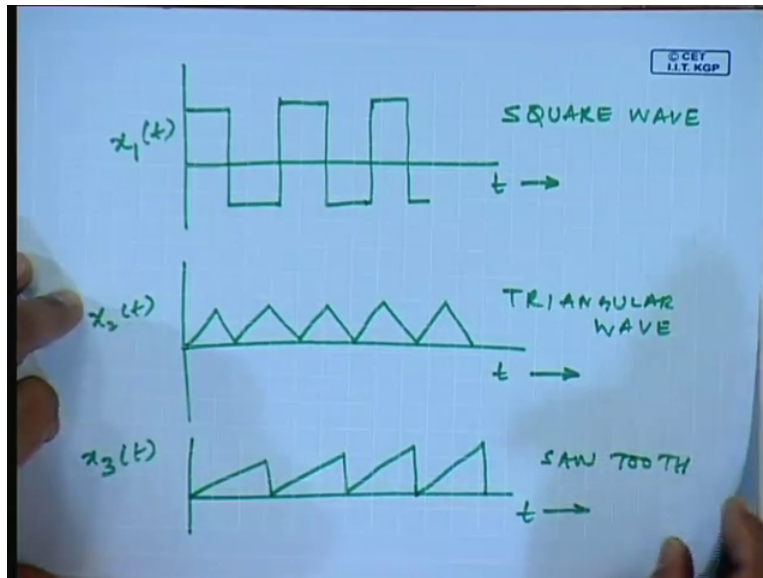 © CET
I.I.T. KGP
x₁(t)
SQUARE WAVE
t →
x₂(t)
TRIANGULAR
WAVE
t →
x₃(t)
SAW TOOTH
t →